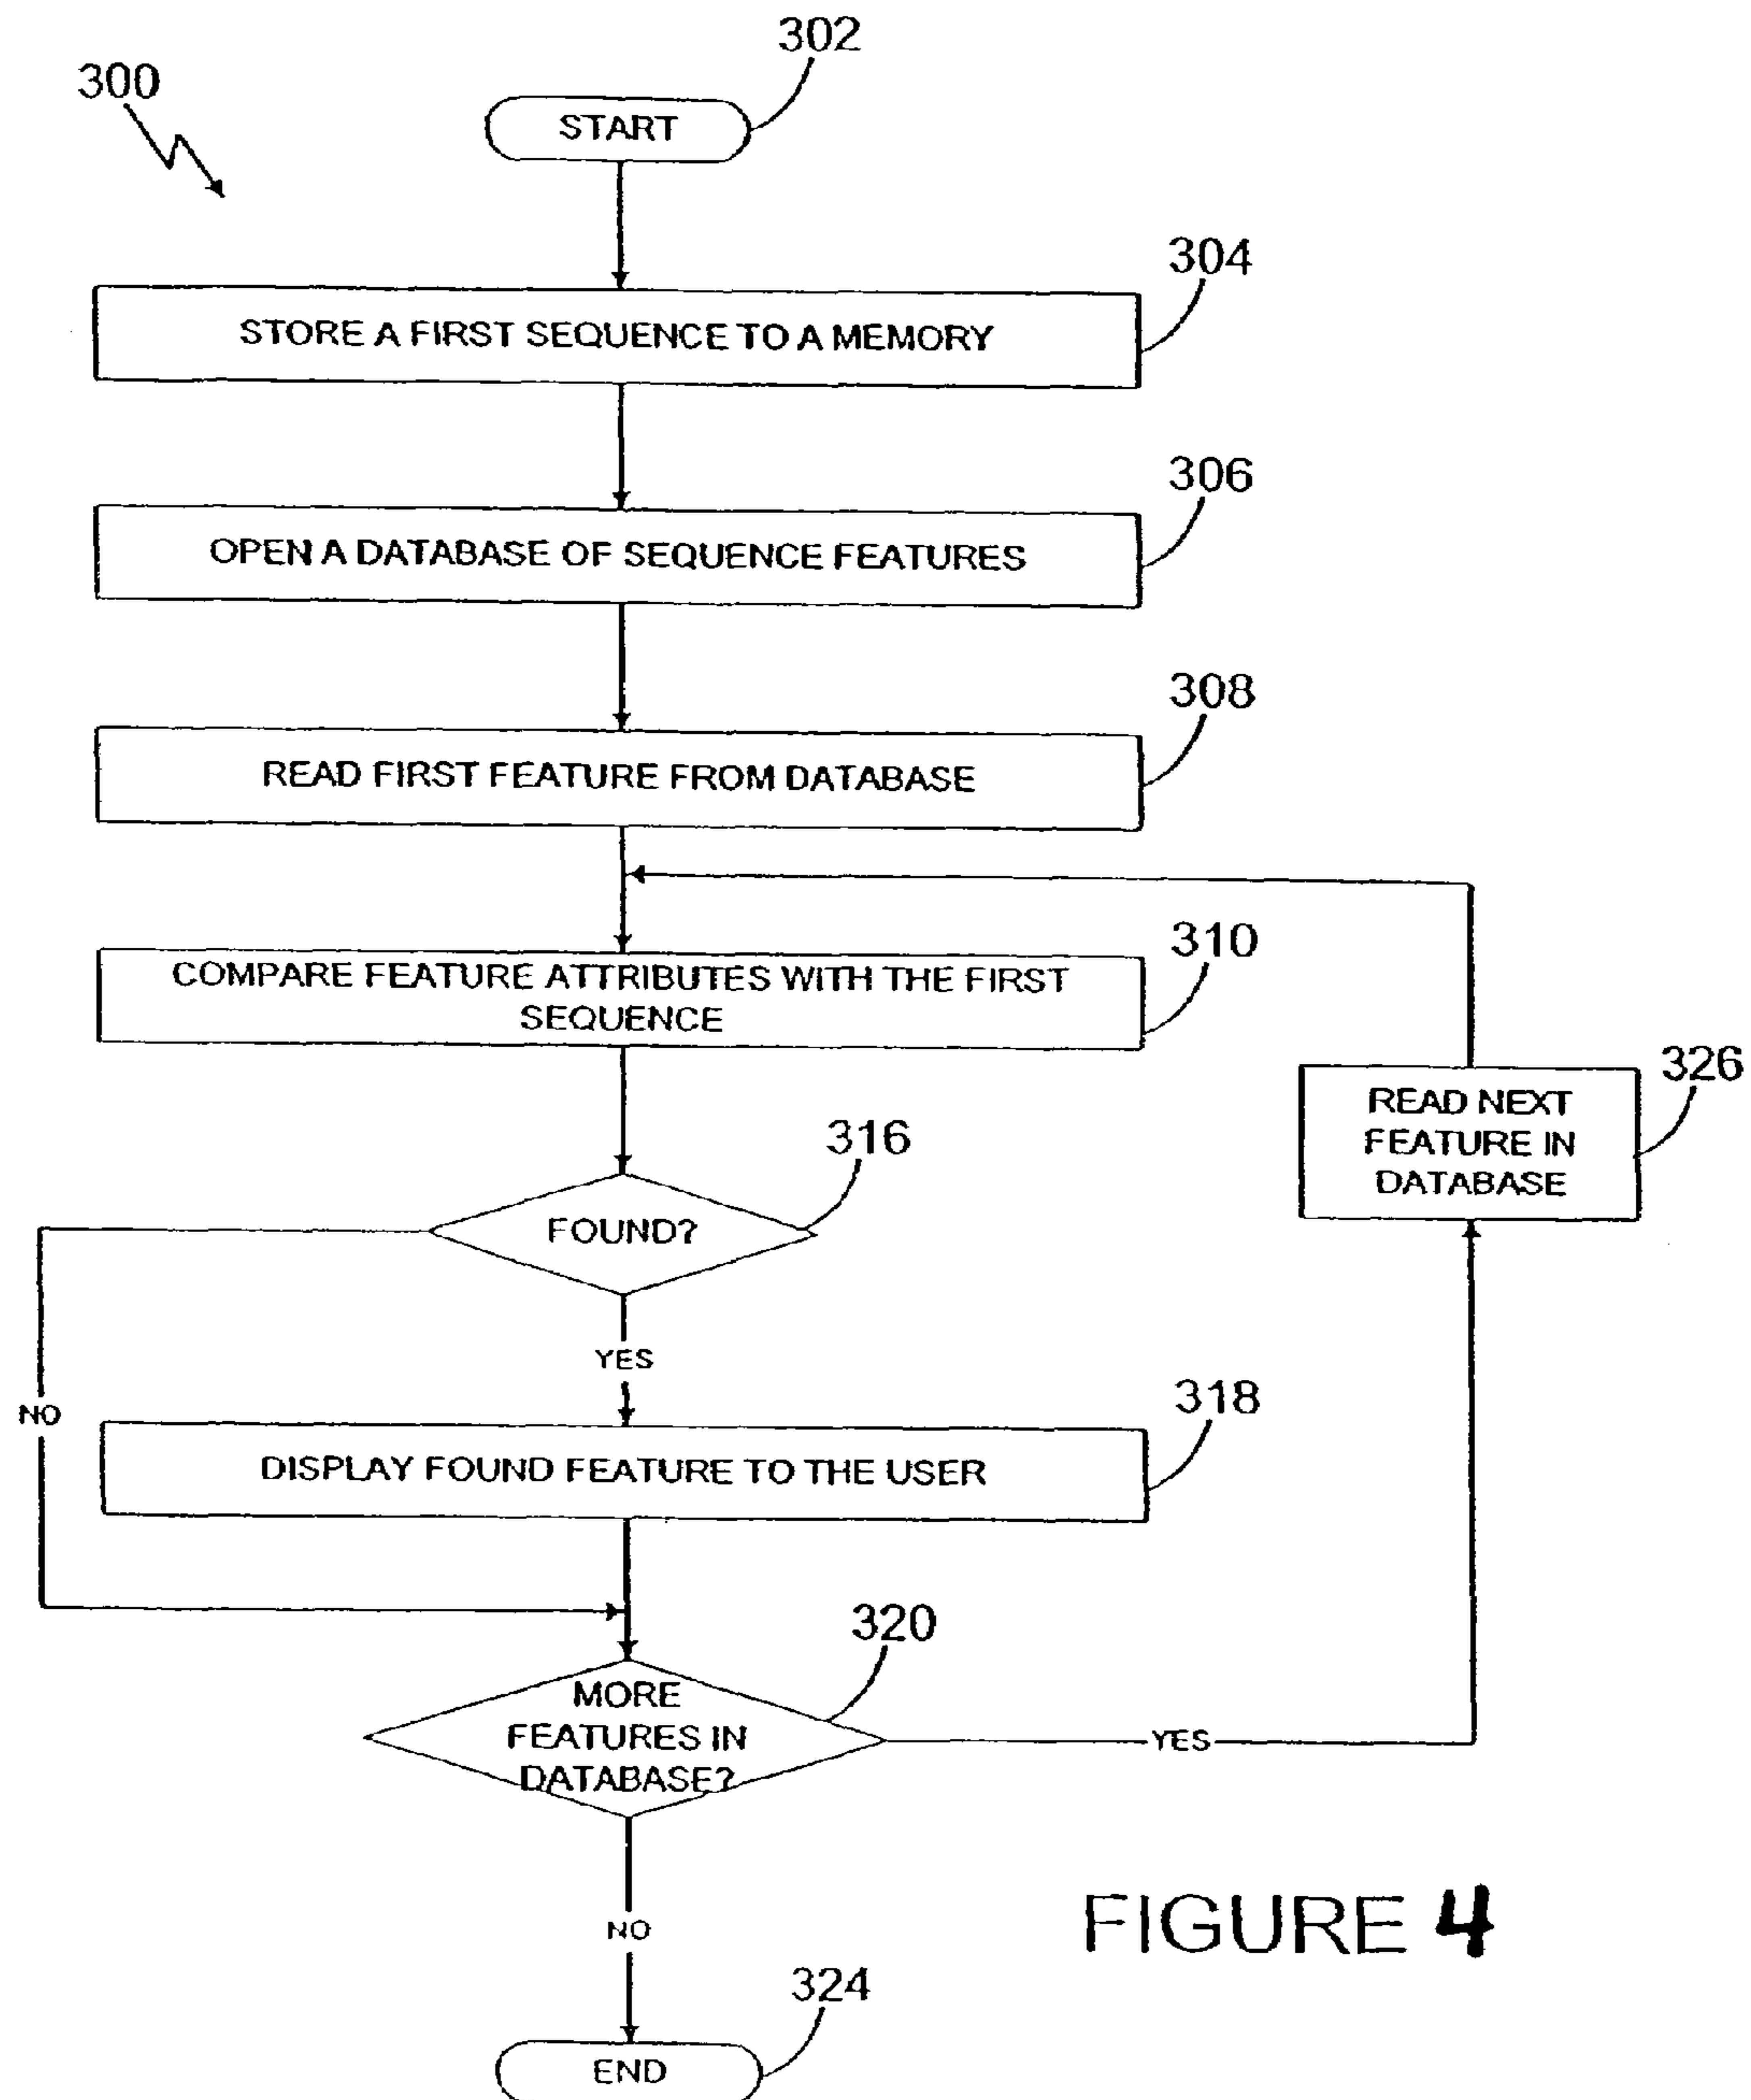 302
300
START
304
STORE A FIRST SEQUENCE TO A MEMORY
306
OPEN A DATABASE OF SEQUENCE FEATURES
308
READ FIRST FEATURE FROM DATABASE
310
COMPARE FEATURE ATTRIBUTES WITH THE FIRST
SEQUENCE
326
READ NEXT
FEATURE IN
DATABASE
316
FOUND?
YES
NO
318
DISPLAY FOUND FEATURE TO THE USER
320
MORE
FEATURES IN
DATABASE?
YES
NO
FIGURE 4
324
END